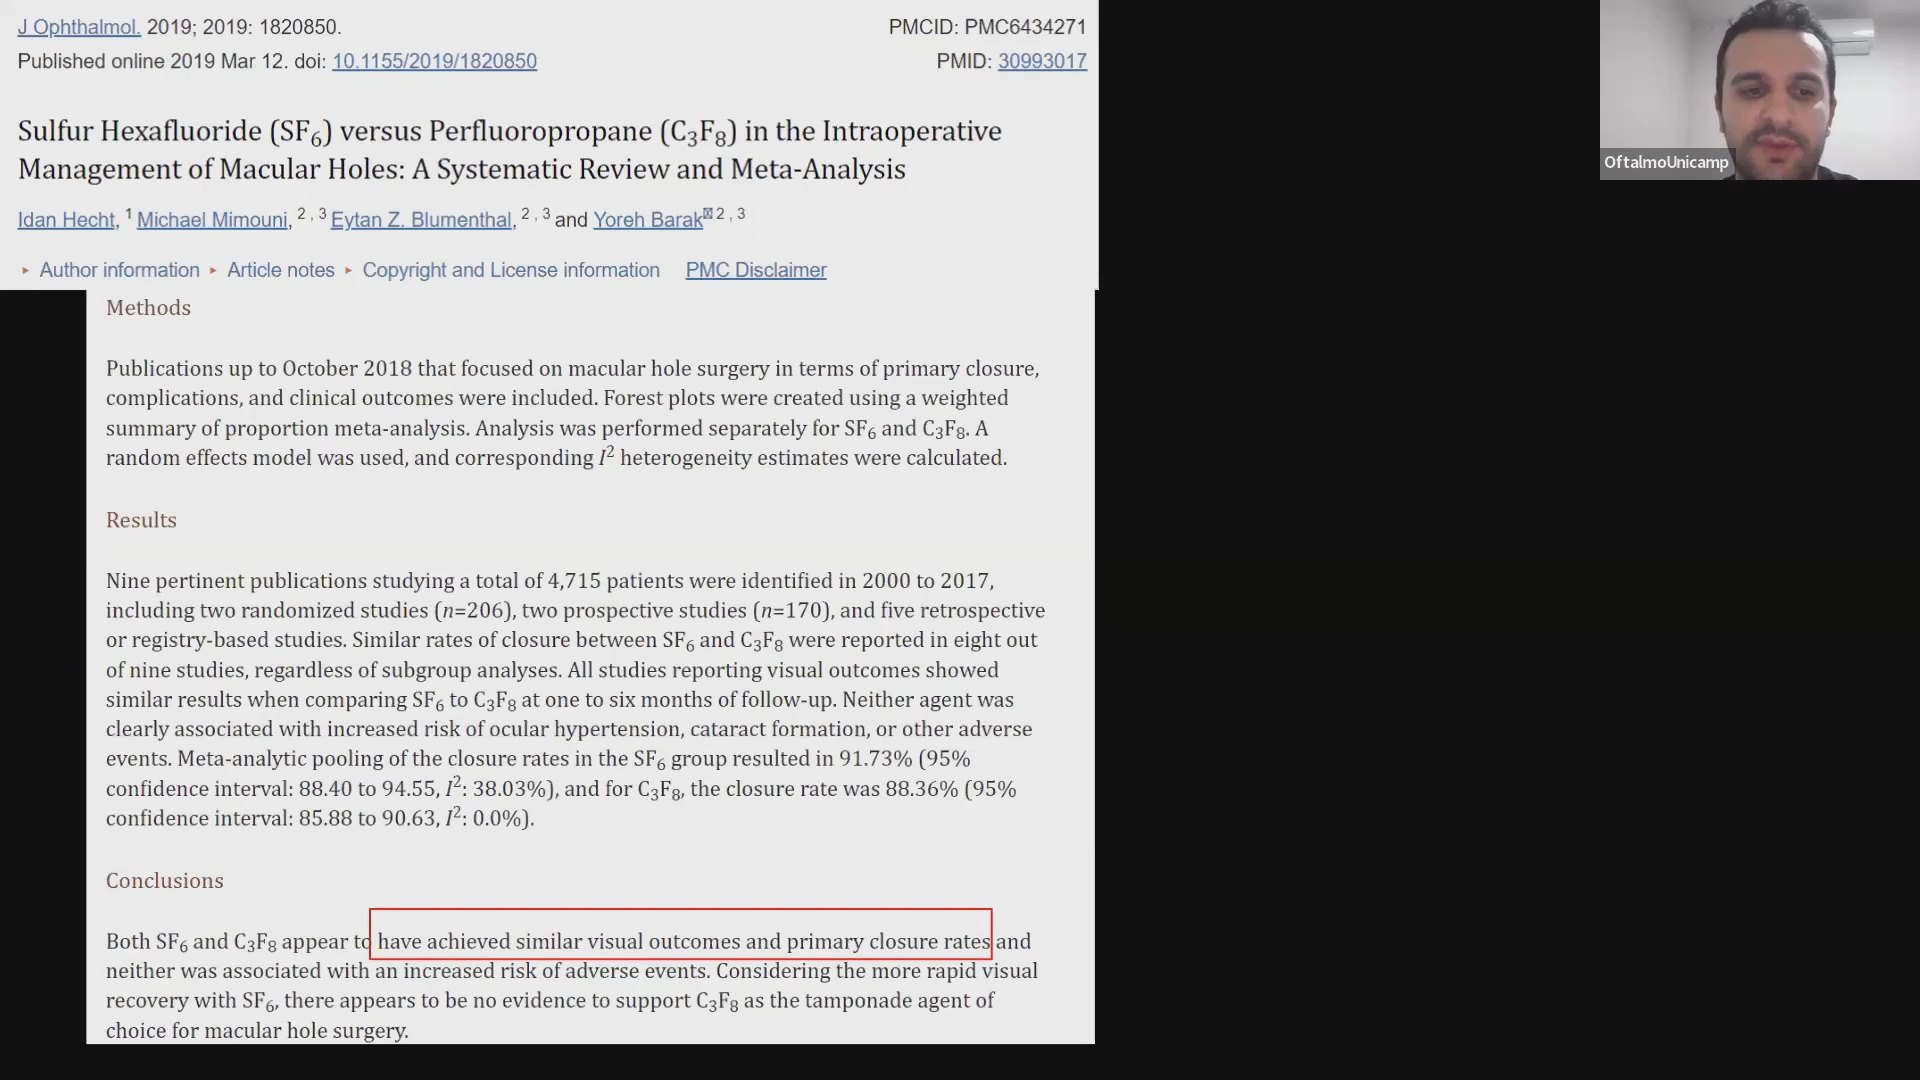 J Ophthalmol. 2019; 2019: 1820850.
PMCID: PMC6434271
Published online 2019 Mar 12. doi: 10.1155/2019/1820850
PMID: 30993017
Sulfur Hexafluoride (SF6) versus Perfluoropropane (C3F8) in the Intraoperative
Management of Macular Holes: A Systematic Review and Meta-Analysis
Idan Hecht, 1 Michael Mimouni, 2 , 3 Eytan Z. Blumenthal, 2 , 3 and Yoreh Barak 2 , 3
Author information Article notes Copyright and License information PMC Disclaimer
Methods
Publications up to October 2018 that focused on macular hole surgery in terms of primary closure,
complications, and clinical outcomes were included. Forest plots were created using a weighted
summary of proportion meta-analysis. Analysis was performed separately for SF6 and C3F8. A
random effects model was used, and corresponding I2 heterogeneity estimates were calculated.
Results
Nine pertinent publications studying a total of 4,715 patients were identified in 2000 to 2017,
including two randomized studies (n=206), two prospective studies (n=170), and five retrospective
or registry-based studies. Similar rates of closure between SF6 and C3F8 were reported in eight out
of nine studies, regardless of subgroup analyses. All studies reporting visual outcomes showed
similar results when comparing SF6 to C3F8 at one to six months of follow-up. Neither agent was
clearly associated with increased risk of ocular hypertension, cataract formation, or other adverse
events. Meta-analytic pooling of the closure rates in the SF6 group resulted in 91.73% (95%
confidence interval: 88.40 to 94.55, I2: 38.03%), and for C3F8, the closure rate was 88.36% (95%
confidence interval: 85.88 to 90.63, I2: 0.0%).
Conclusions
Both SF6 and C3F8 appear to have achieved similar visual outcomes and primary closure rates and
neither was associated with an increased risk of adverse events. Considering the more rapid visual
recovery with SF6, there appears to be no evidence to support C3F8 as the tamponade agent of
choice for macular hole surgery.
OftalmoUnicamp